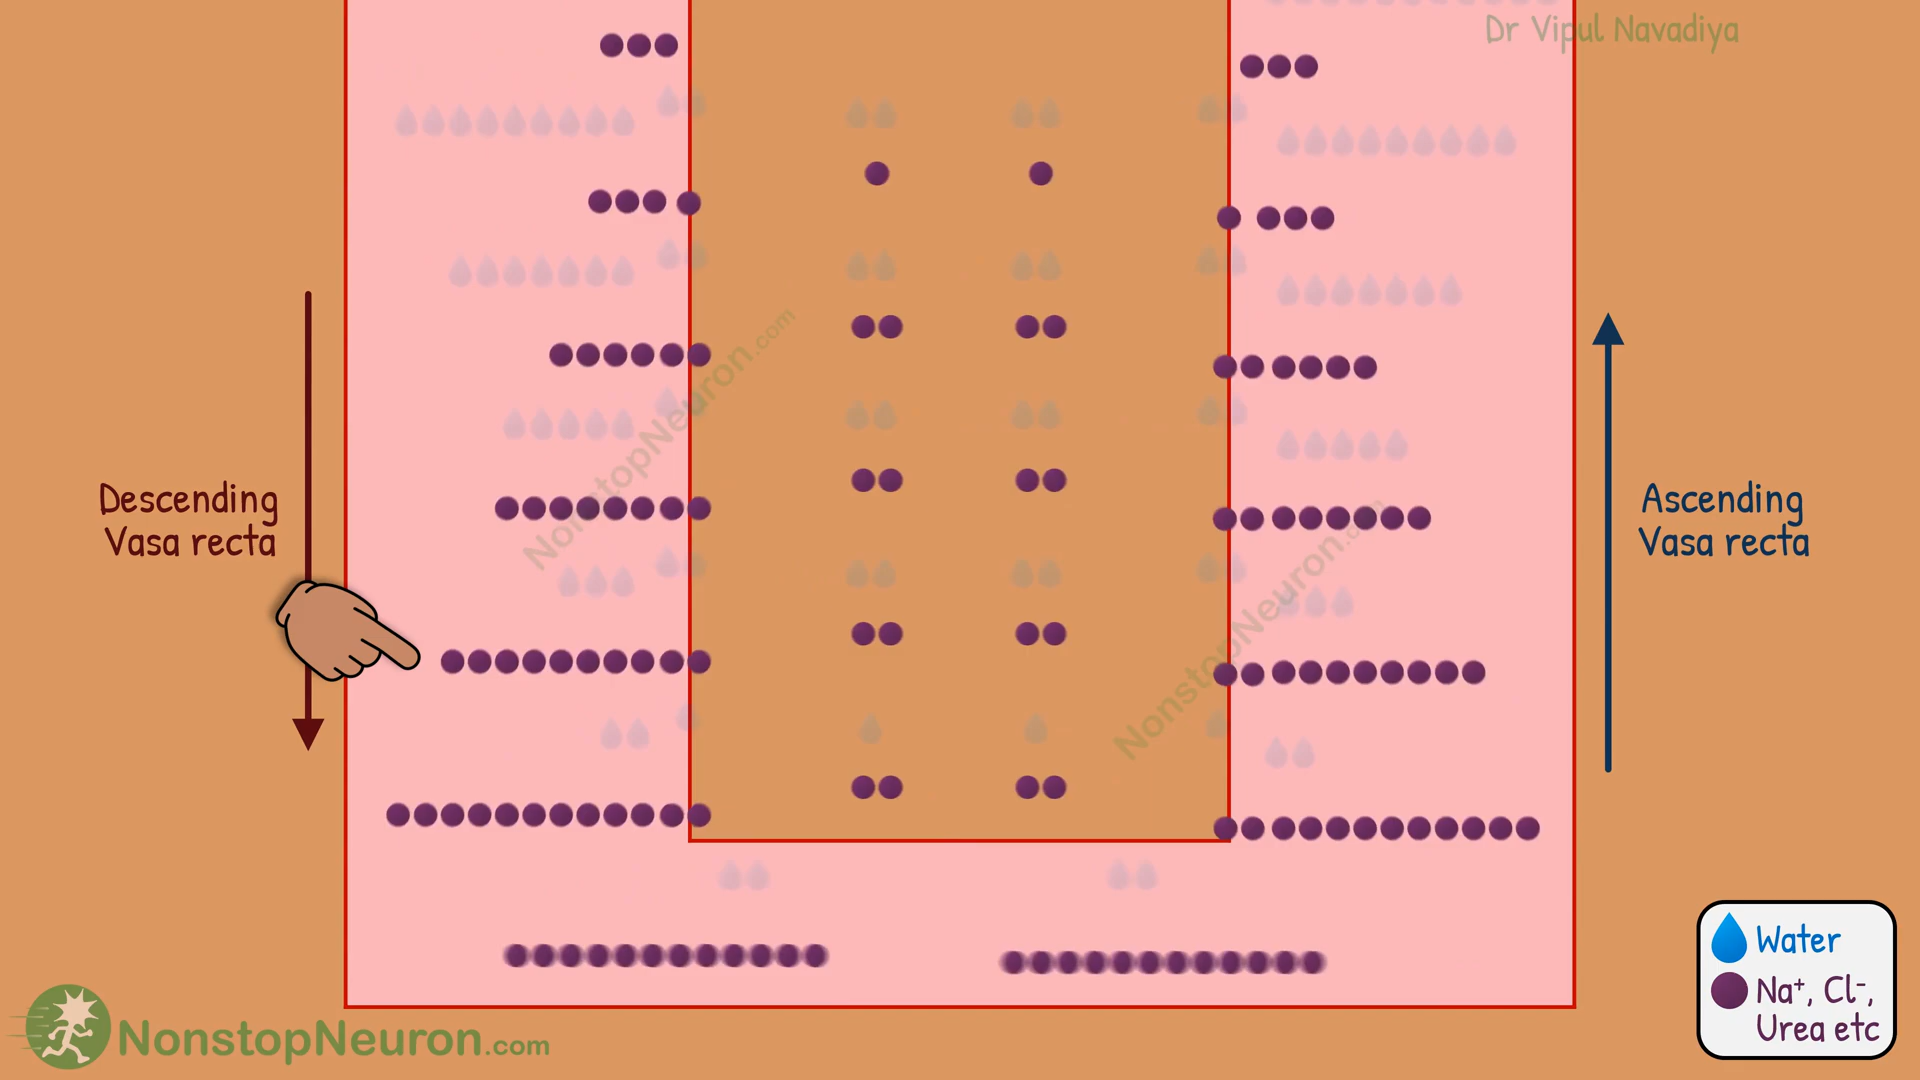 Dr Vipul Navadiya
NonstopNeuron.com
Descending
Vasa recta
Ascending
Vasa recta
NonstopNeuron.com
Water
Na⁺, Cl⁻,
Urea etc
NonstopNeuron.com